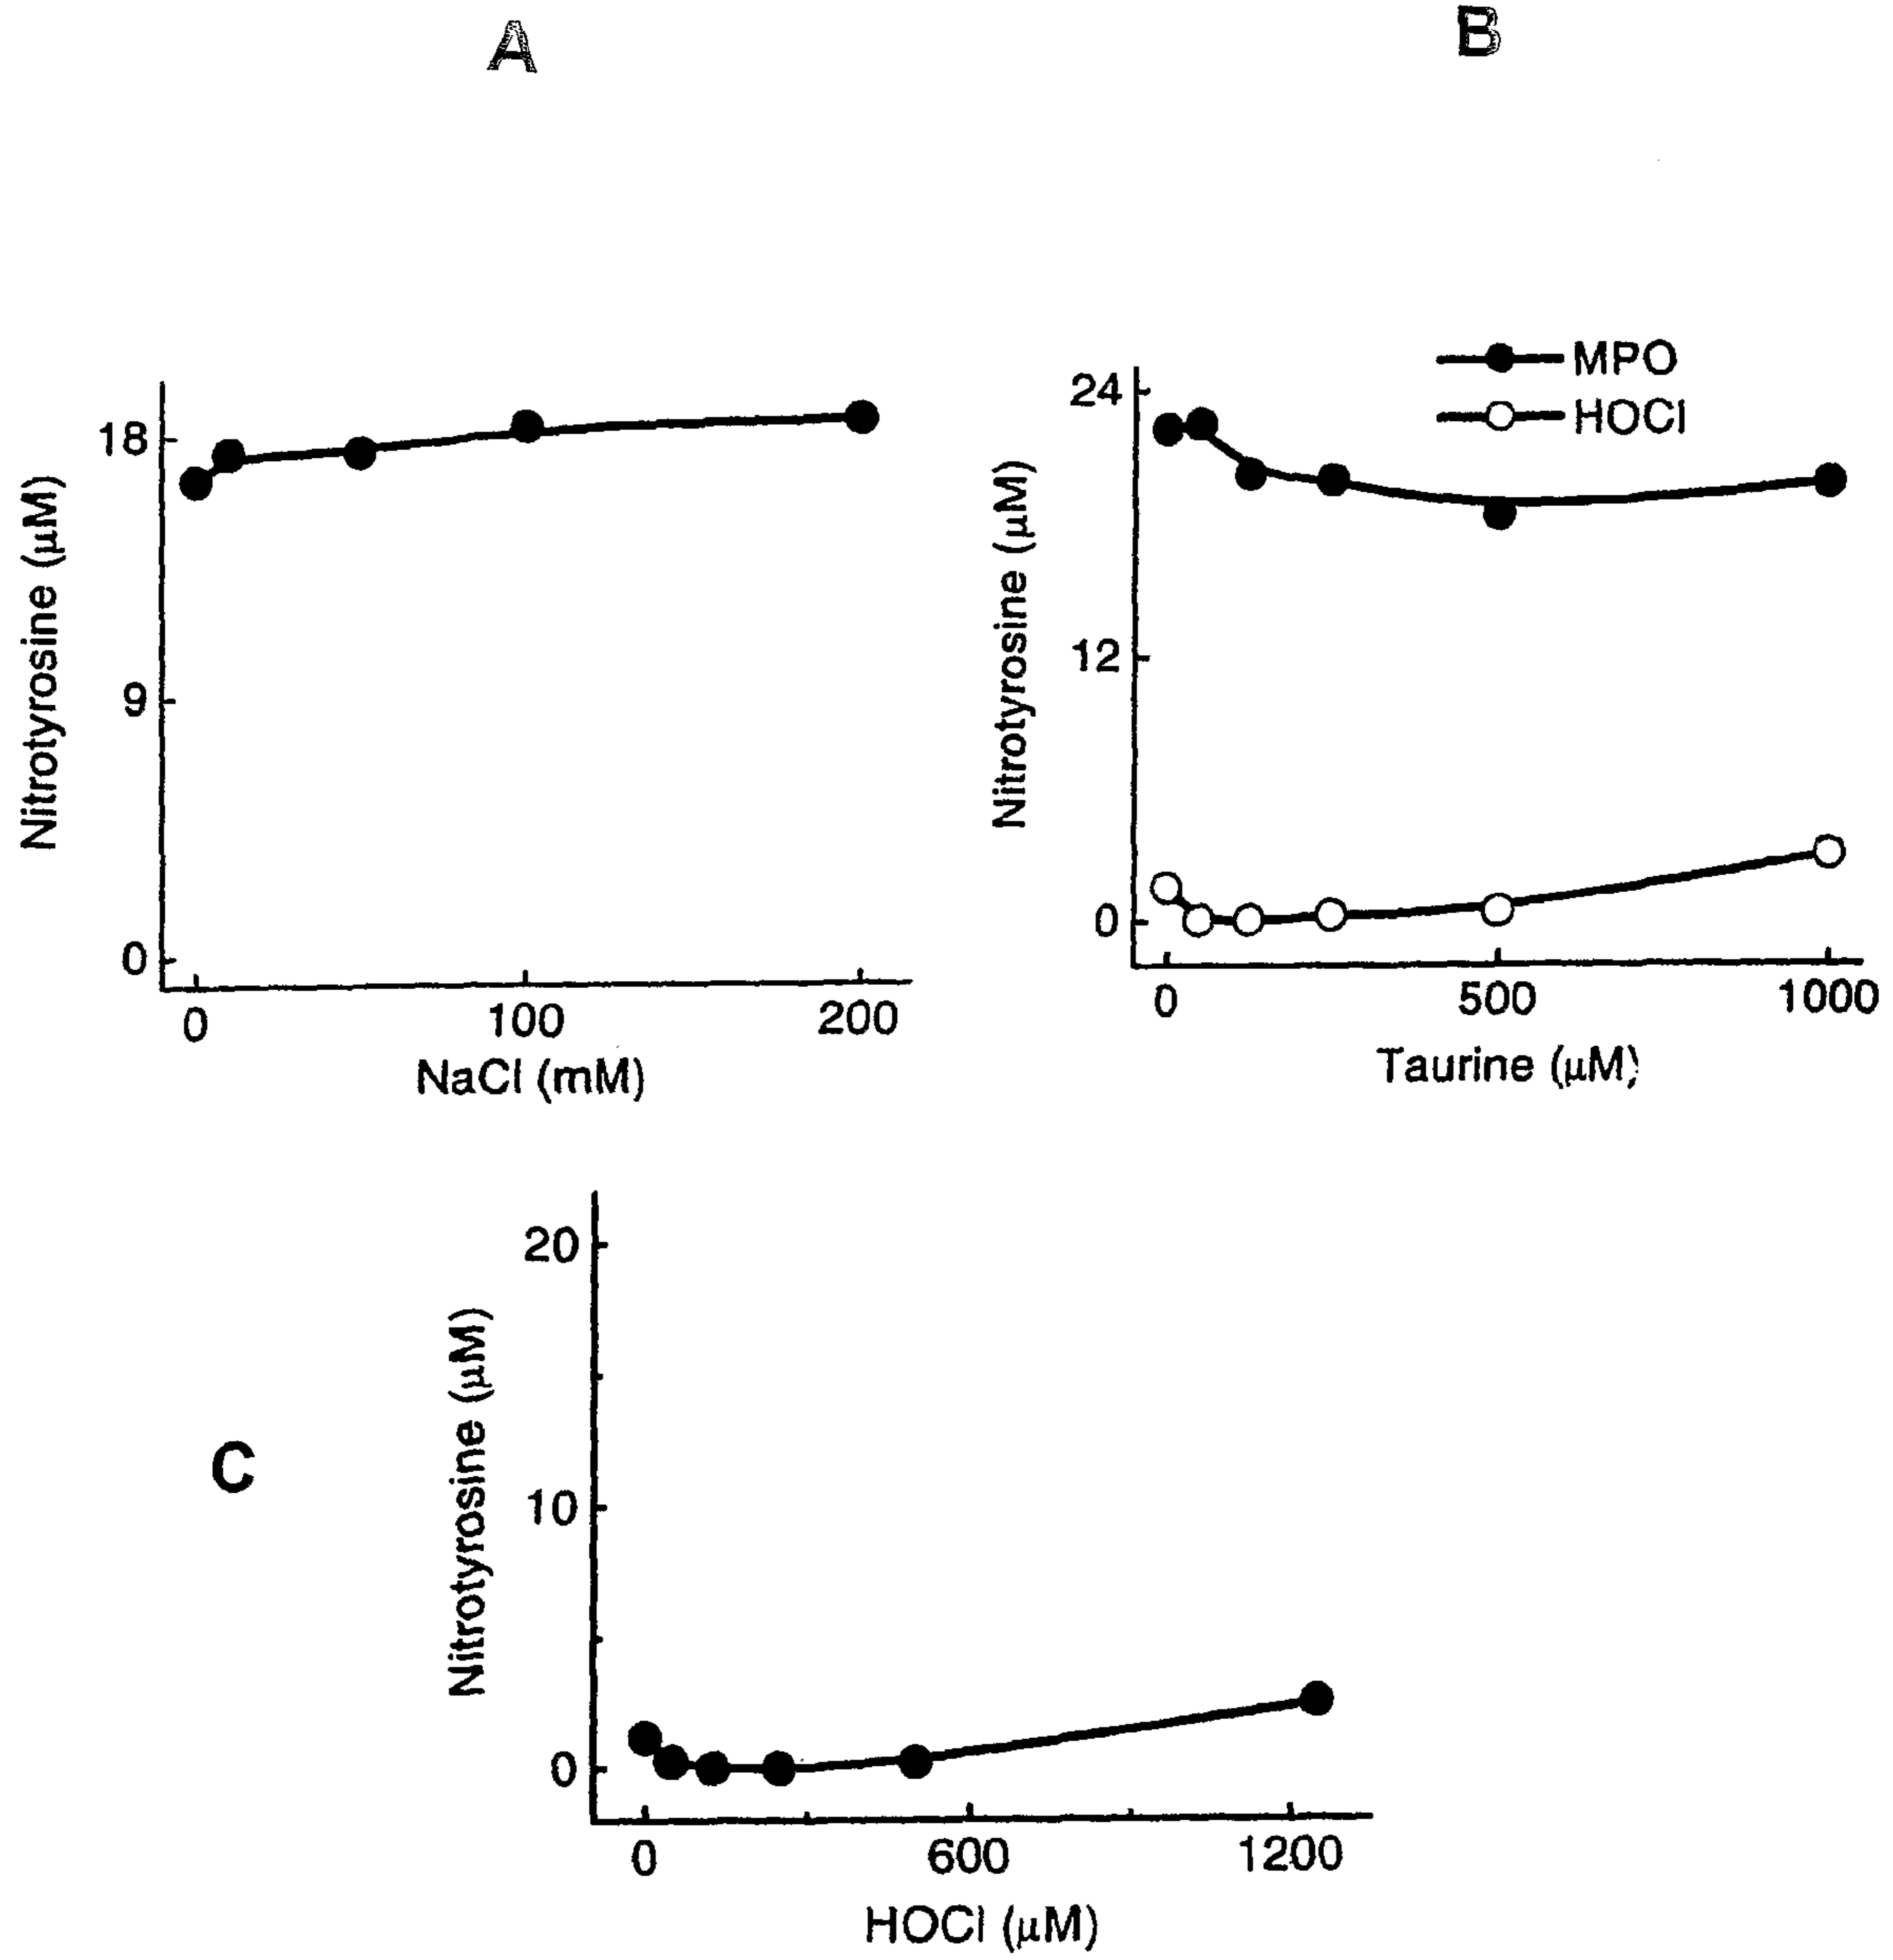 A
B
MPO
HOCl
Nitrotyrosine (µM)
18
9
0
0
100
200
NaCl (mM)
Nitrotyrosine (µM)
24
12
0
0
500
1000
Taurine (µM)
C
Nitrotyrosine (µM)
20
10
0
0
600
1200
HOCl (µM)